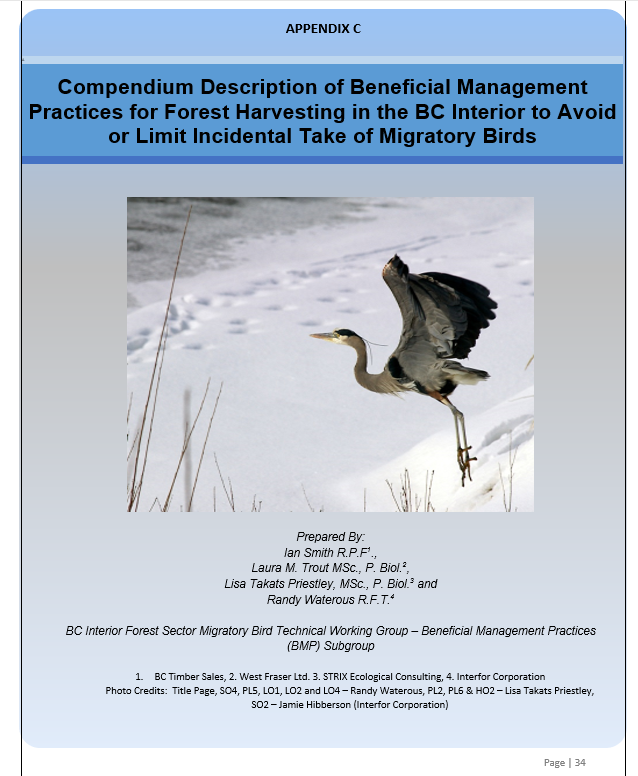 APPENDIX C
Compendium Description of Beneficial Management
Practices for Forest Harvesting in the BC Interior to Avoid
or Limit Incidental Take of Migratory Birds
Prepared By:
Ian Smith R.P.F¹.,
Laura M. Trout MSc., P. Biol.²,
Lisa Takats Priestley, MSc., P. Biol.³ and
Randy Waterous R.F.T.⁴
BC Interior Forest Sector Migratory Bird Technical Working Group – Beneficial Management Practices
(BMP) Subgroup
1. BC Timber Sales, 2. West Fraser Ltd. 3. STRIX Ecological Consulting, 4. Interfor Corporation
Photo Credits: Title Page, SO4, PL5, LO1, LO2 and LO4 – Randy Waterous, PL2, PL6 & HO2 – Lisa Takats Priestley,
SO2 – Jamie Hibberson (Interfor Corporation)
Page | 34